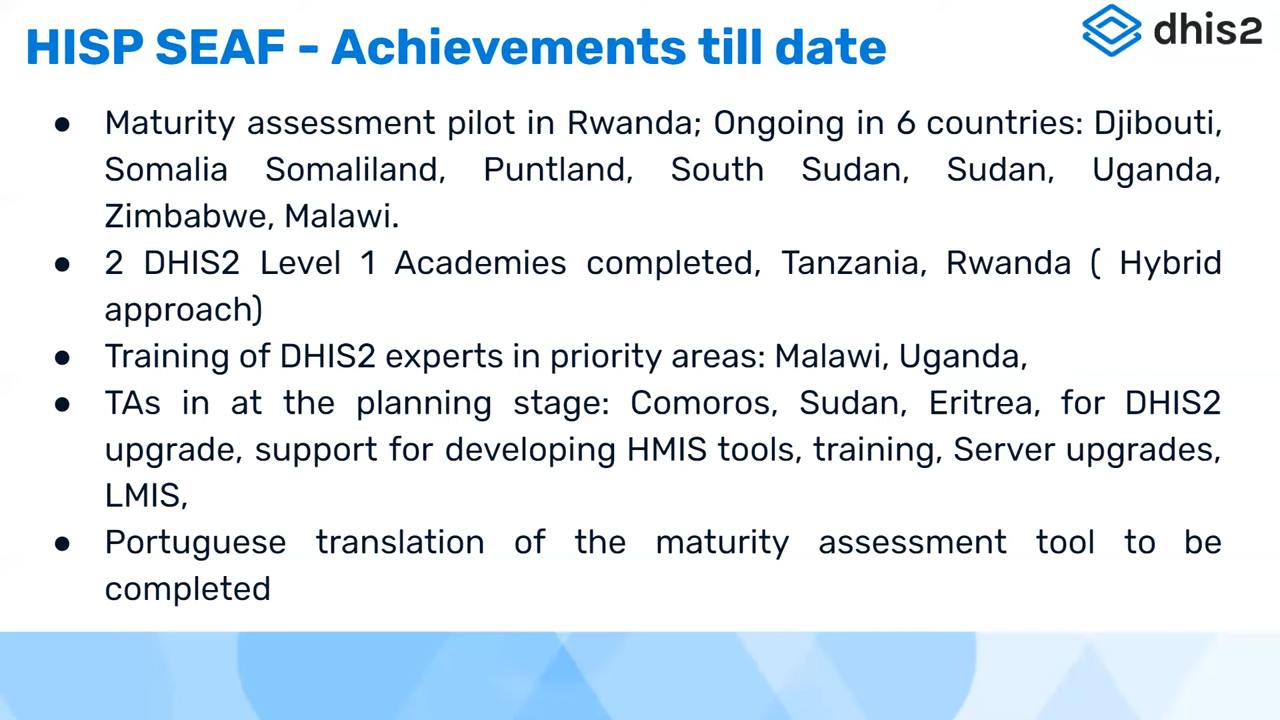 HISP SEAF - Achievements till date
dhis2
● Maturity assessment pilot in Rwanda; Ongoing in 6 countries: Djibouti,
Somalia Somaliland, Puntland, South Sudan, Sudan, Uganda,
Zimbabwe, Malawi.
● 2 DHIS2 Level 1 Academies completed, Tanzania, Rwanda ( Hybrid
approach)
● Training of DHIS2 experts in priority areas: Malawi, Uganda,
● TAs in at the planning stage: Comoros, Sudan, Eritrea, for DHIS2
upgrade, support for developing HMIS tools, training, Server upgrades,
LMIS,
● Portuguese translation of the maturity assessment tool to be
completed